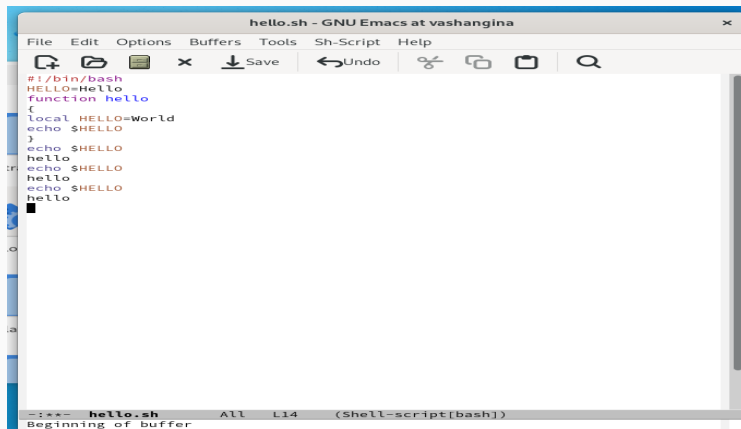 hello.sh - GNU Emacs at vashangina ×
File Edit Options Buffers Tools Sh-Script Help
Save Undo
#!/bin/bash
HELLO=Hello
function hello
{
local HELLO=World
echo $HELLO
}
echo $HELLO
hello
echo $HELLO
hello
echo $HELLO
hello
-:**- hello.sh All L14 (Shell-script[bash])
Beginning of buffer